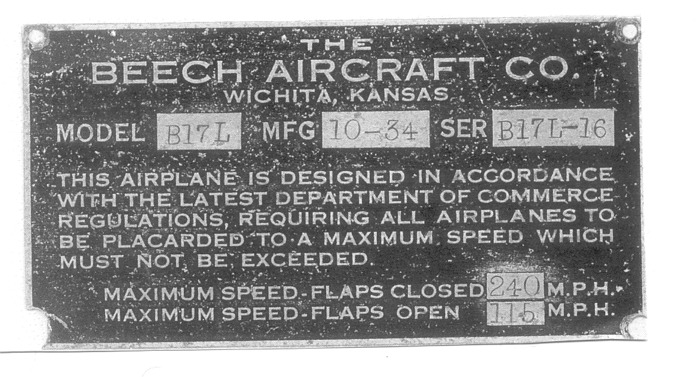 THE
BEECH AIRCRAFT CO.
WICHITA, KANSAS
MODEL B17L MFG 10-34 SER B17L-16
THIS AIRPLANE IS DESIGNED IN ACCORDANCE
WITH THE LATEST DEPARTMENT OF COMMERCE
REGULATIONS, REQUIRING ALL AIRPLANES TO
BE PLACARDED TO A MAXIMUM SPEED WHICH
MUST NOT BE EXCEEDED.
MAXIMUM SPEED-FLAPS CLOSED 240 M.P.H.
MAXIMUM SPEED-FLAPS OPEN 115 M.P.H.